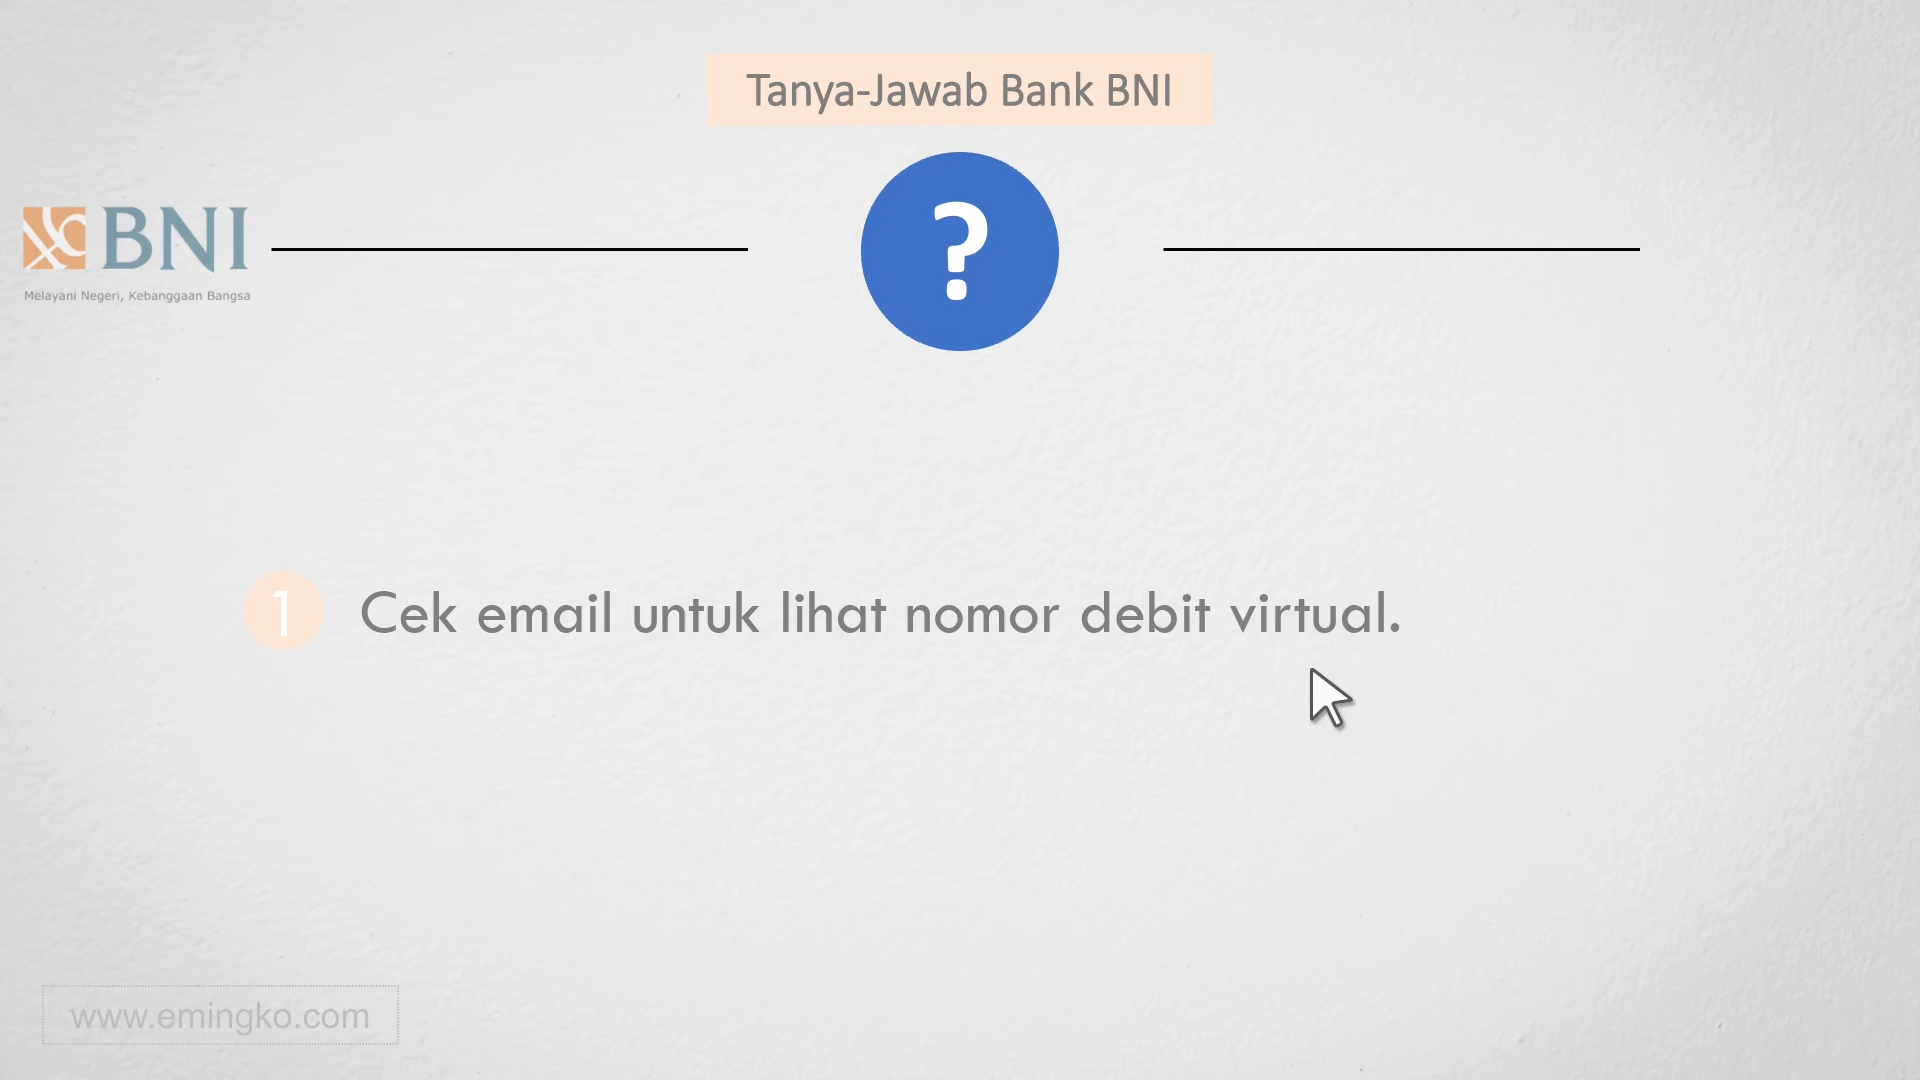 Tanya-Jawab Bank BNI
?
BNI
Melayani Negeri, Kebanggaan Bangsa
1 Cek email untuk lihat nomor debit virtual.
www.emingko.com